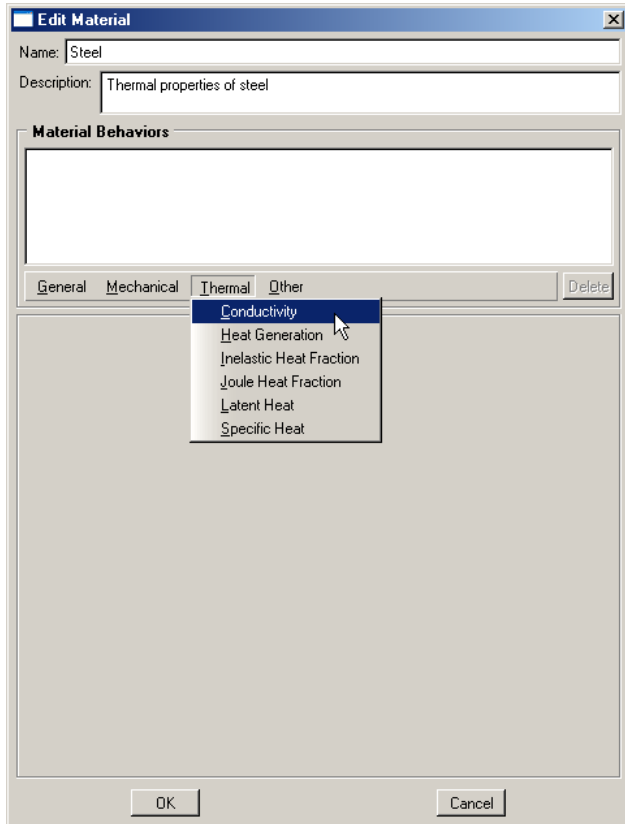 Edit Material
Name: Steel
Description: Thermal properties of steel
Material Behaviors
General Mechanical Thermal Other Delete
Conductivity
Heat Generation
Inelastic Heat Fraction
Joule Heat Fraction
Latent Heat
Specific Heat
OK Cancel